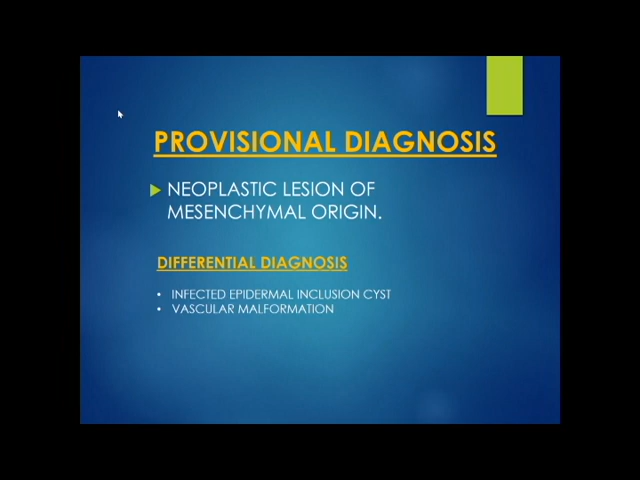 PROVISIONAL DIAGNOSIS
NEOPLASTIC LESION OF
MESENCHYMAL ORIGIN.
DIFFERENTIAL DIAGNOSIS
• INFECTED EPIDERMAL INCLUSION CYST
• VASCULAR MALFORMATION